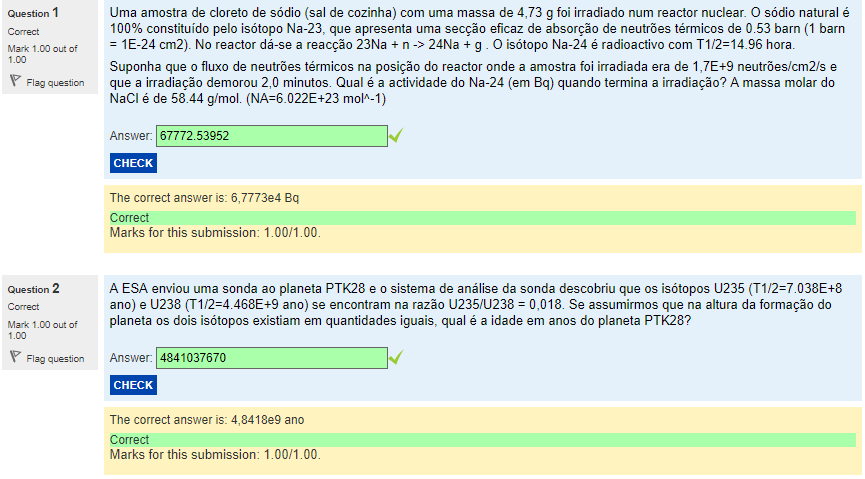 Question 1
Correct
Mark 1.00 out of
1.00
Flag question
Uma amostra de cloreto de sódio (sal de cozinha) com uma massa de 4,73 g foi irradiado num reactor nuclear. O sódio natural é
100% constituído pelo isótopo Na-23, que apresenta uma secção eficaz de absorção de neutrões térmicos de 0.53 barn (1 barn
= 1E-24 cm2). No reactor dá-se a reacção 23Na + n -> 24Na + g . O isótopo Na-24 é radioactivo com T1/2=14.96 hora.
Suponha que o fluxo de neutrões térmicos na posição do reactor onde a amostra foi irradiada era de 1,7E+9 neutrões/cm2/s e
que a irradiação demorou 2,0 minutos. Qual é a actividade do Na-24 (em Bq) quando termina a irradiação? A massa molar do
NaCl é de 58.44 g/mol. (NA=6.022E+23 mol^-1)
Answer: 67772.53952
CHECK
The correct answer is: 6,7773e4 Bq
Correct
Marks for this submission: 1.00/1.00.
Question 2
Correct
Mark 1.00 out of
1.00
Flag question
A ESA enviou uma sonda ao planeta PTK28 e o sistema de análise da sonda descobriu que os isótopos U235 (T1/2=7.038E+8
ano) e U238 (T1/2=4.468E+9 ano) se encontram na razão U235/U238 = 0,018. Se assumirmos que na altura da formação do
planeta os dois isótopos existiam em quantidades iguais, qual é a idade em anos do planeta PTK28?
Answer: 4841037670
CHECK
The correct answer is: 4,8418e9 ano
Correct
Marks for this submission: 1.00/1.00.